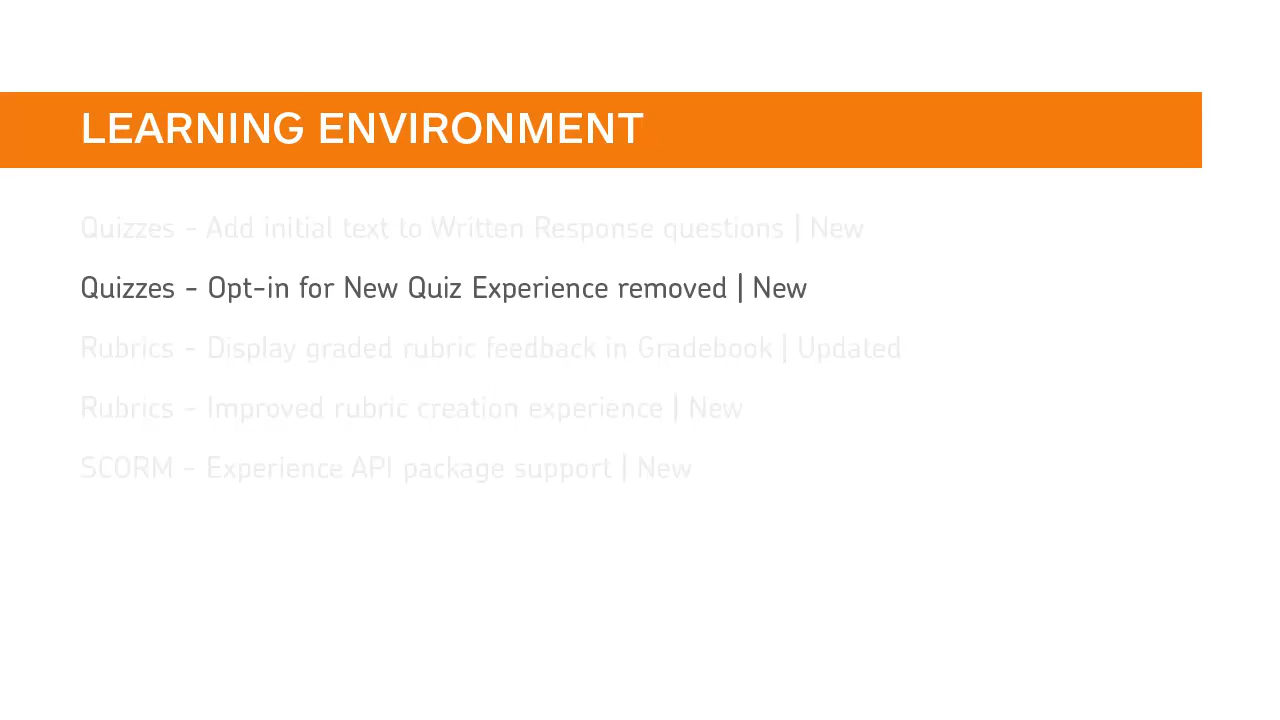 LEARNING ENVIRONMENT
Quizzes - Add initial text to Written Response questions | New
Quizzes - Opt-in for New Quiz Experience removed | New
Rubrics - Display graded rubric feedback in Gradebook | Updated
Rubrics - Improved rubric creation experience | New
SCORM - Experience API package support | New